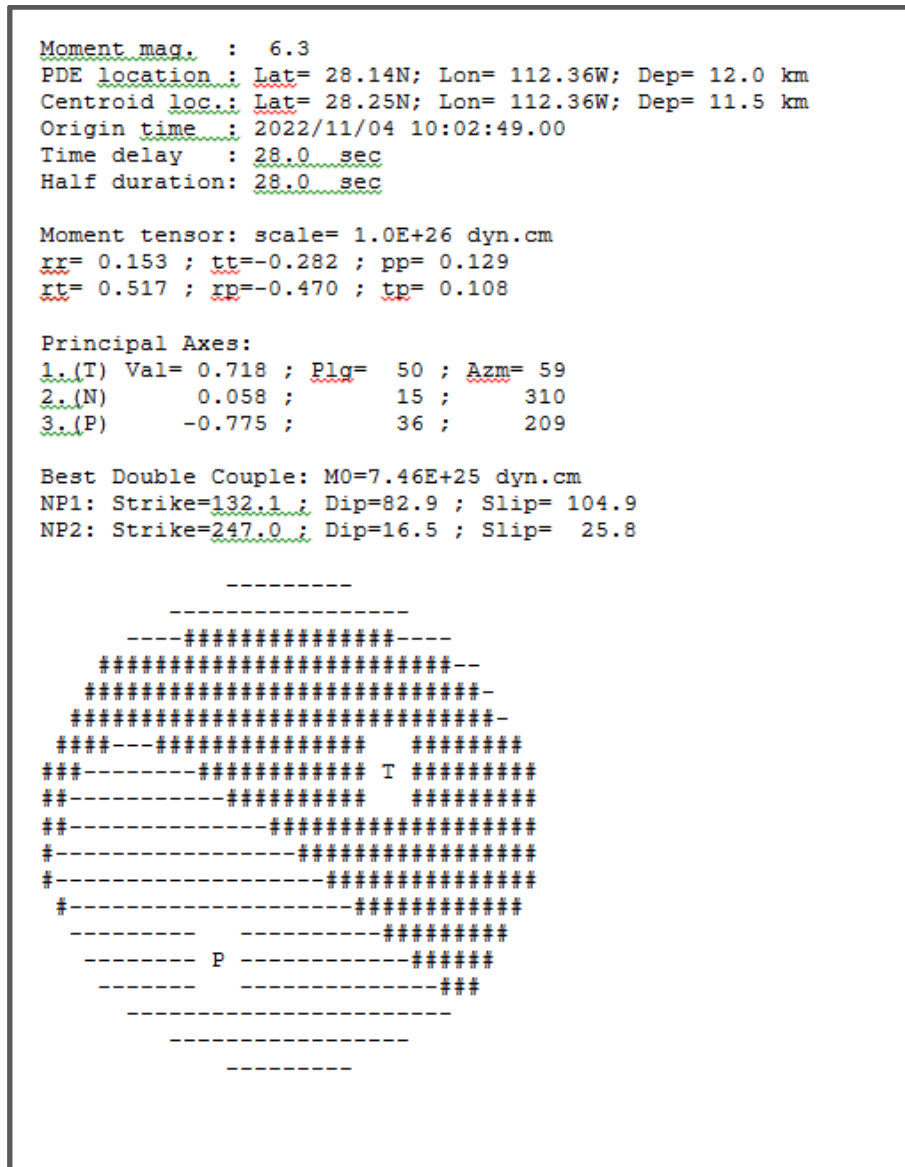 Moment mag.  :  6.3
PDE location : Lat= 28.14N; Lon= 112.36W; Dep= 12.0 km
Centroid loc.: Lat= 28.25N; Lon= 112.36W; Dep= 11.5 km
Origin time  : 2022/11/04 10:02:49.00
Time delay   : 28.0  sec
Half duration: 28.0  sec
Moment tensor: scale= 1.0E+26 dyn.cm
rr= 0.153 ; tt=-0.282 ; pp= 0.129
rt= 0.517 ; rp=-0.470 ; tp= 0.108
Principal Axes:
1.(T) Val= 0.718 ; Plg=  50 ; Azm= 59
2.(N)      0.058 ;       15 ;     310
3.(P)     -0.775 ;       36 ;     209
Best Double Couple: M0=7.46E+25 dyn.cm
NP1: Strike=132.1 ; Dip=82.9 ; Slip= 104.9
NP2: Strike=247.0 ; Dip=16.5 ; Slip=  25.8
             ---------
         -----------------
      ----###############----
    #########################--
   ############################-
  ##############################-
 ####---###############   ########
###--------############ T #########
##-----------##########   #########
##--------------###################
#-----------------#################
#-------------------###############
 #--------------------############
  ---------   ----------#########
   -------- P ------------######
    -------   --------------###
      -----------------------
         -----------------
             ---------